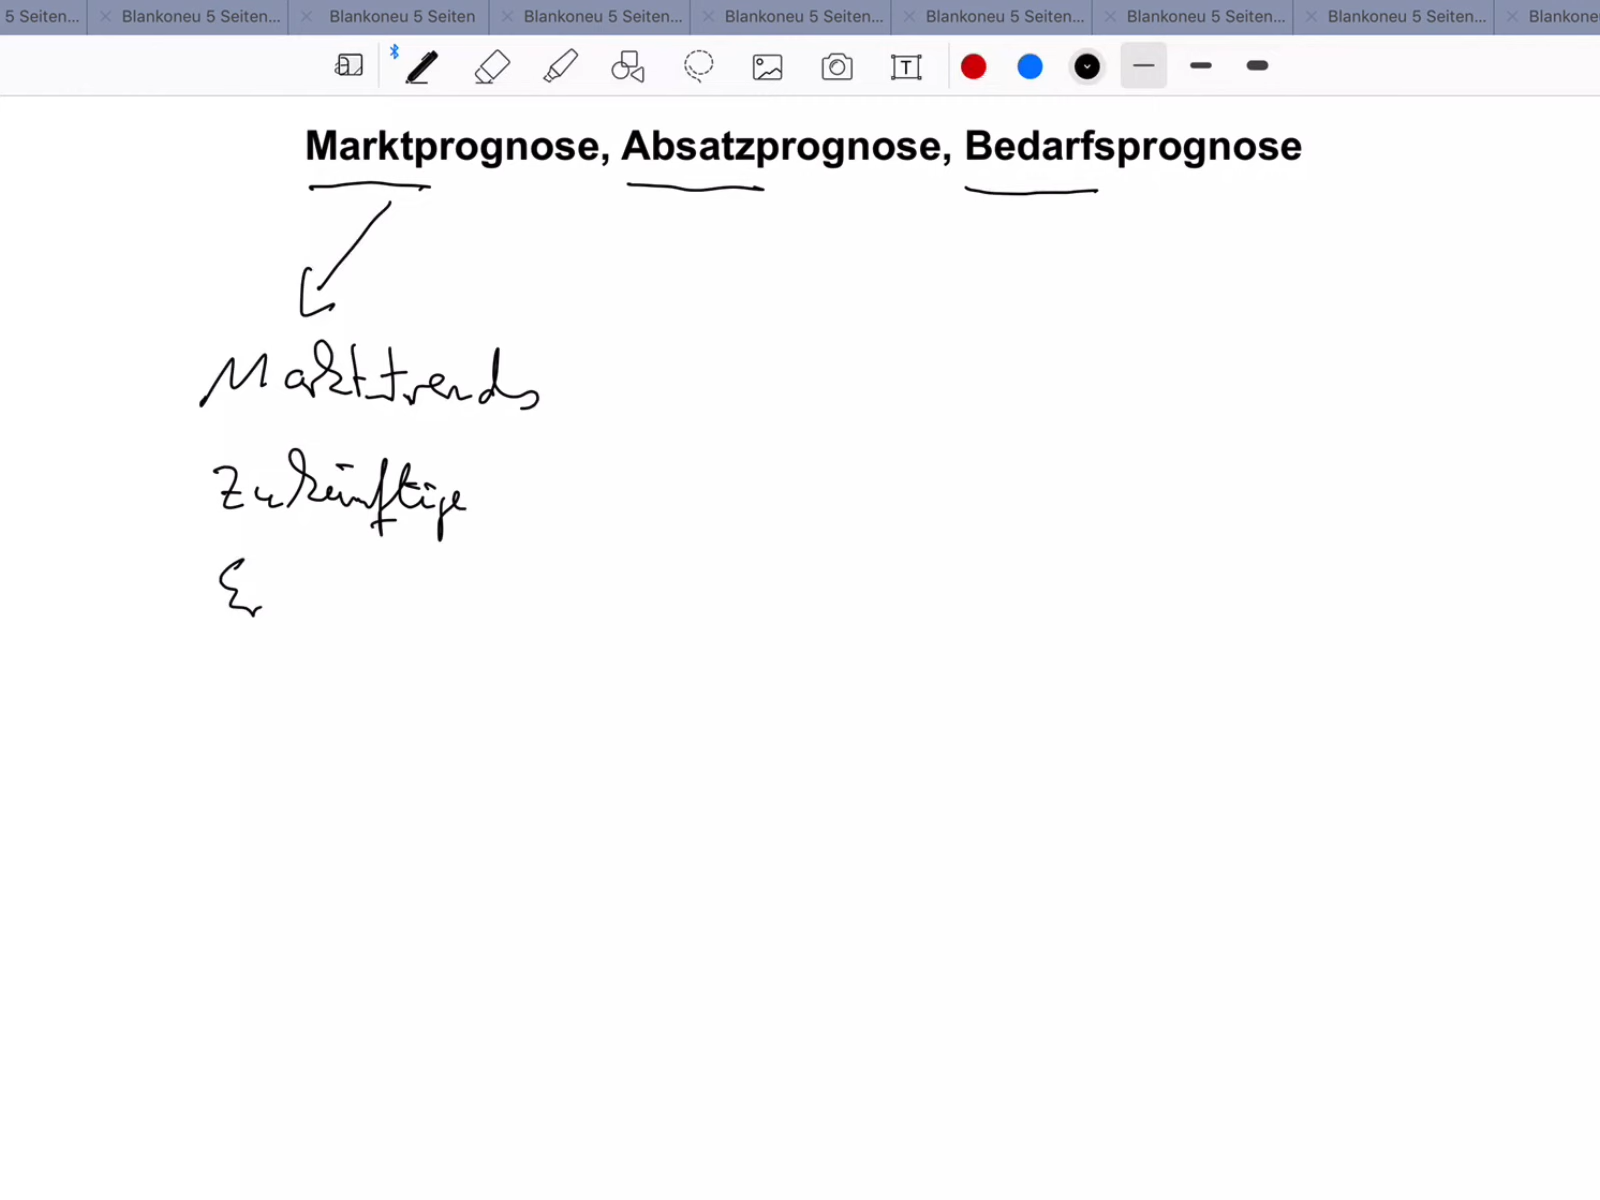 5 Seiten... Blankoneu 5 Seiten... Blankoneu 5 Seiten Blankoneu 5 Seiten... Blankoneu 5 Seiten... Blankoneu 5 Seiten... Blankoneu 5 Seiten... Blankoneu 5 Seiten... Blankone
a T
Marktprognose, Absatzprognose, Bedarfsprognose
Markttrends
Zukünftige